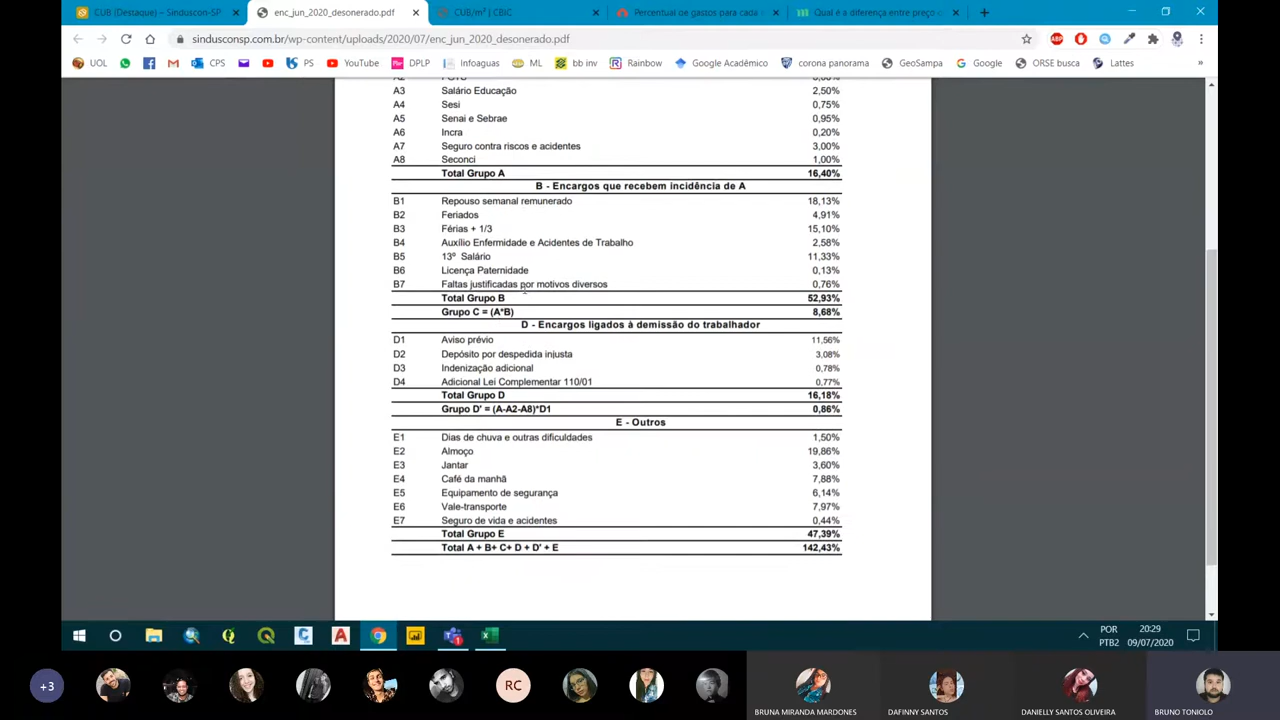 CUB (Destaque) – Sinduscon-SP
enc_jun_2020_desonerado.pdf
CUB/m² | CBIC
Percentual de gastos para cada
Qual é a diferença entre preço
sindusconsp.com.br/wp-content/uploads/2020/07/enc_jun_2020_desonerado.pdf
UOL
CPS
PS
YouTube
DPLP
Infoaguas
ML
bb inv
Rainbow
Google Acadêmico
corona panorama
GeoSampa
Google
ORSE busca
Lattes
A3 Salário Educação 2,50%
A4 Sesi 0,75%
A5 Senai e Sebrae 0,95%
A6 Incra 0,20%
A7 Seguro contra riscos e acidentes 3,00%
A8 Seconci 1,00%
Total Grupo A 16,40%
B - Encargos que recebem incidência de A
B1 Repouso semanal remunerado 18,13%
B2 Feriados 4,91%
B3 Férias + 1/3 15,10%
B4 Auxílio Enfermidade e Acidentes de Trabalho 2,58%
B5 13º Salário 11,33%
B6 Licença Paternidade 0,13%
B7 Faltas justificadas por motivos diversos 0,76%
Total Grupo B 52,93%
Grupo C = (A*B) 8,68%
D - Encargos ligados à demissão do trabalhador
D1 Aviso prévio 11,56%
D2 Depósito por despedida injusta 3,08%
D3 Indenização adicional 0,78%
D4 Adicional Lei Complementar 110/01 0,77%
Total Grupo D 16,18%
Grupo D' = (A-A2-A8)*D1 0,86%
E - Outros
E1 Dias de chuva e outras dificuldades 1,50%
E2 Almoço 19,86%
E3 Jantar 3,60%
E4 Café da manhã 7,88%
E5 Equipamento de segurança 6,14%
E6 Vale-transporte 7,97%
E7 Seguro de vida e acidentes 0,44%
Total Grupo E 47,39%
Total A + B+ C+ D + D' + E 142,43%
POR
PTB2
20:29
09/07/2020
+3
RC
BRUNA MIRANDA MARDONES
DAFINNY SANTOS
DANIELLY SANTOS OLIVEIRA
BRUNO TONIOLO